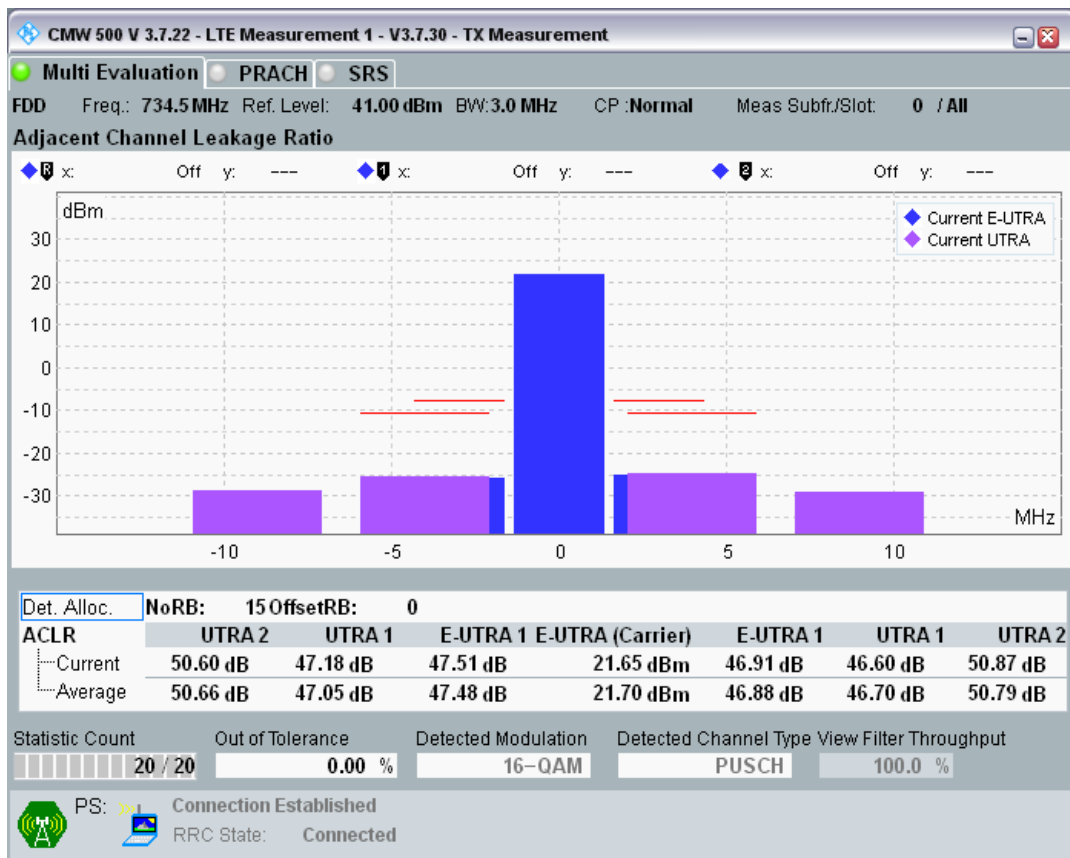 CMW 500 V 3.7.22 - LTE Measurement 1 - V3.7.30 - TX Measurement
Multi Evaluation PRACH SRS
FDD Freq.: 734.5 MHz Ref. Level: 41.00 dBm BW: 3.0 MHz CP :Normal Meas Subfr./Slot: 0 / All
Adjacent Channel Leakage Ratio
R x: Off y: --- 1 x: Off y: --- 2 x: Off y: ---
dBm
Current E-UTRA
Current UTRA
30
20
10
0
-10
-20
-30
MHz
-10 -5 0 5 10
Det. Alloc. NoRB: 15 OffsetRB: 0
ACLR UTRA 2 UTRA 1 E-UTRA 1 E-UTRA (Carrier) E-UTRA 1 UTRA 1 UTRA 2
Current 50.60 dB 47.18 dB 47.51 dB 21.65 dBm 46.91 dB 46.60 dB 50.87 dB
Average 50.66 dB 47.05 dB 47.48 dB 21.70 dBm 46.88 dB 46.70 dB 50.79 dB
Statistic Count Out of Tolerance Detected Modulation Detected Channel Type View Filter Throughput
20 / 20 0.00 % 16-QAM PUSCH 100.0 %
PS: Connection Established
RRC State: Connected